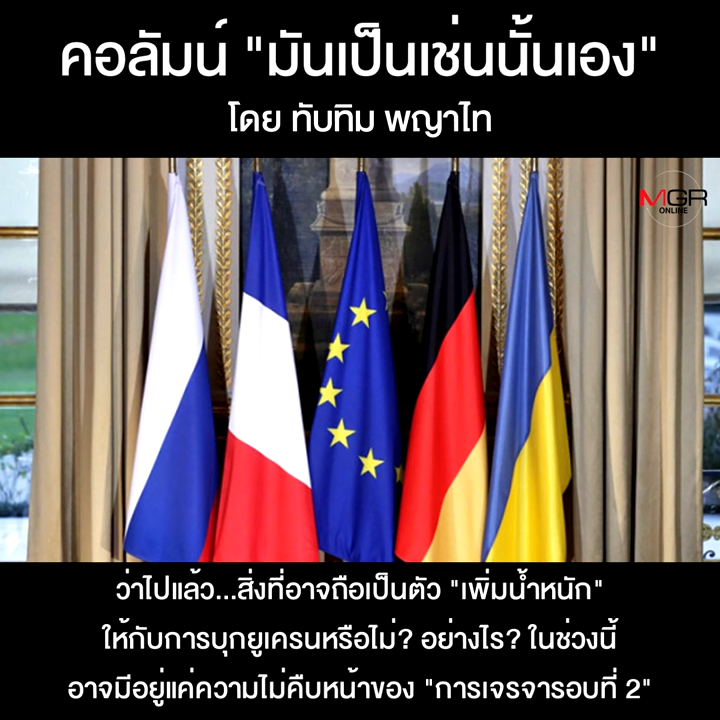 คอลัมน์ "มันเป็นเช่นนั้นเอง"
โดย ทับทิม พญาไท
MGR
ONLINE
ว่าไปแล้ว...สิ่งที่อาจถือเป็นตัว "เพิ่มน้ำหนัก"
ให้กับการบุกยูเครนหรือไม่? อย่างไร? ในช่วงนี้
อาจมีอยู่แค่ความไม่คืบหน้าของ "การเจรจารอบที่ 2"